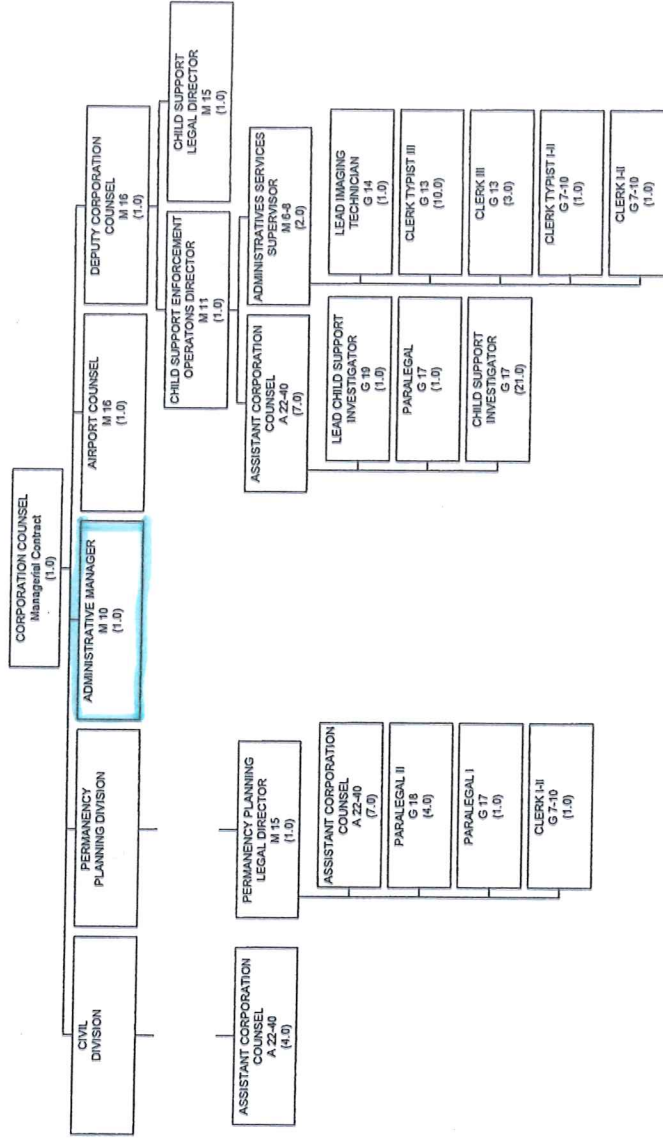 CORPORATION COUNSEL
Managerial Contract
(1.0)
CIVIL
DIVISION
PERMANENCY
PLANNING DIVISION
ADMINISTRATIVE MANAGER
M 10
(1.0)
AIRPORT COUNSEL
M 16
(1.0)
DEPUTY CORPORATION
COUNSEL
M 16
(1.0)
CHILD SUPPORT ENFORCEMENT
OPERATONS DIRECTOR
M 11
(1.0)
CHILD SUPPORT
LEGAL DIRECTOR
M 15
(1.0)
ASSISTANT CORPORATION
COUNSEL
A 22-40
(4.0)
PERMANENCY PLANNING
LEGAL DIRECTOR
M 15
(1.0)
ASSISTANT CORPORATION
COUNSEL
A 22-40
(7.0)
ADMINISTRATIVES SERVICES
SUPERVISOR
M 6-8
(2.0)
ASSISTANT CORPORATION
COUNSEL
A 22-40
(7.0)
PARALEGAL II
G 18
(4.0)
PARALEGAL I
G 17
(1.0)
CLERK I-II
G 7-10
(1.0)
LEAD CHILD SUPPORT
INVESTIGATOR
G 19
(1.0)
PARALEGAL
G 17
(1.0)
CHILD SUPPORT
INVESTIGATOR
G 17
(21.0)
LEAD IMAGING
TECHNICIAN
G 14
(1.0)
CLERK TYPIST III
G 13
(10.0)
CLERK III
G 13
(3.0)
CLERK TYPIST I-II
G 7-10
(1.0)
CLERK I-II
G 7-10
(1.0)